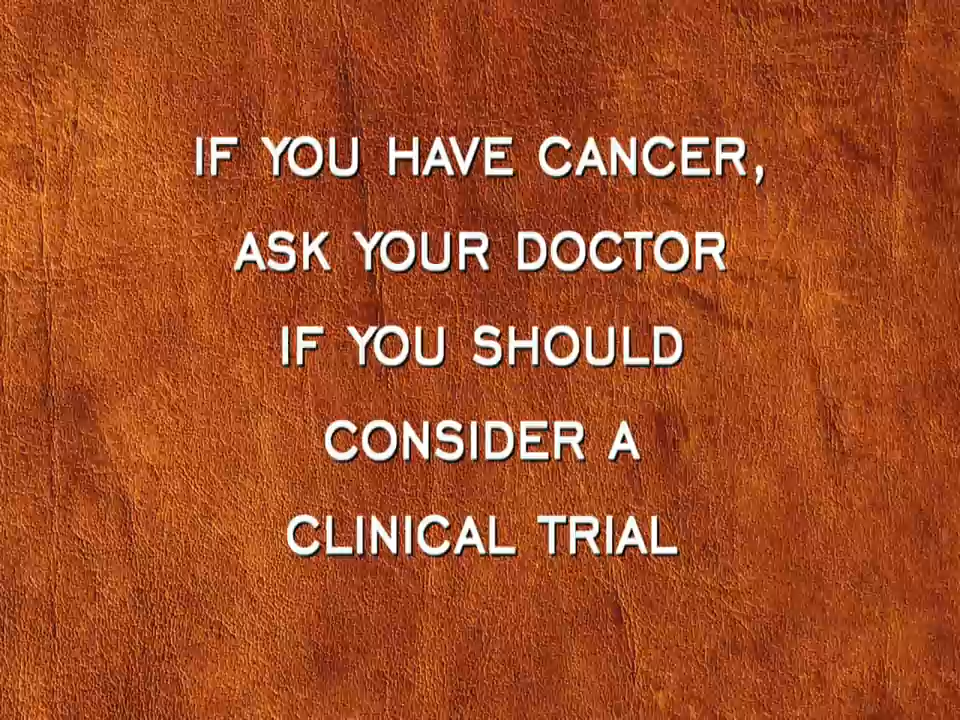 IF YOU HAVE CANCER,
ASK YOUR DOCTOR
IF YOU SHOULD
CONSIDER A
CLINICAL TRIAL